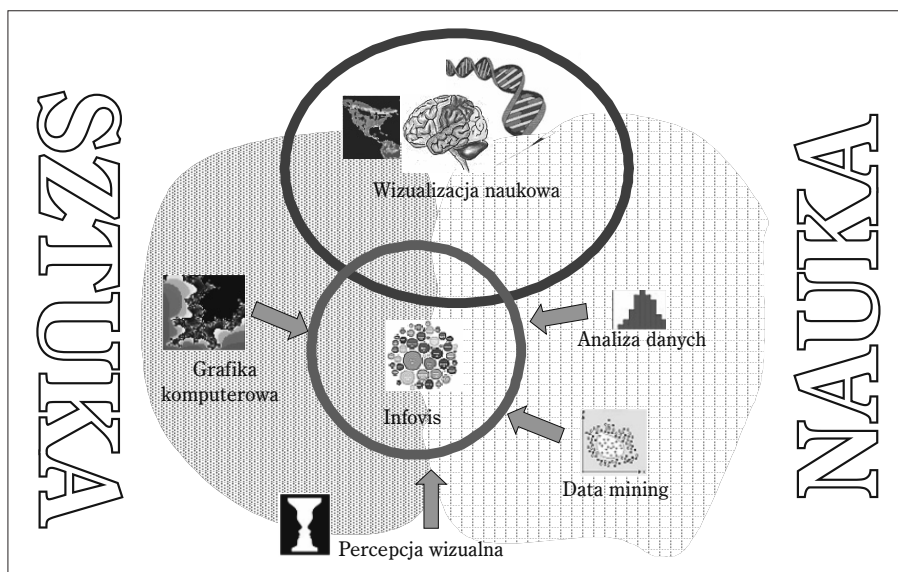 SZTUKA
NAUKA
Wizualizacja naukowa
Grafika
komputerowa
Infovis
Analiza danych
Data mining
Percepcja wizualna